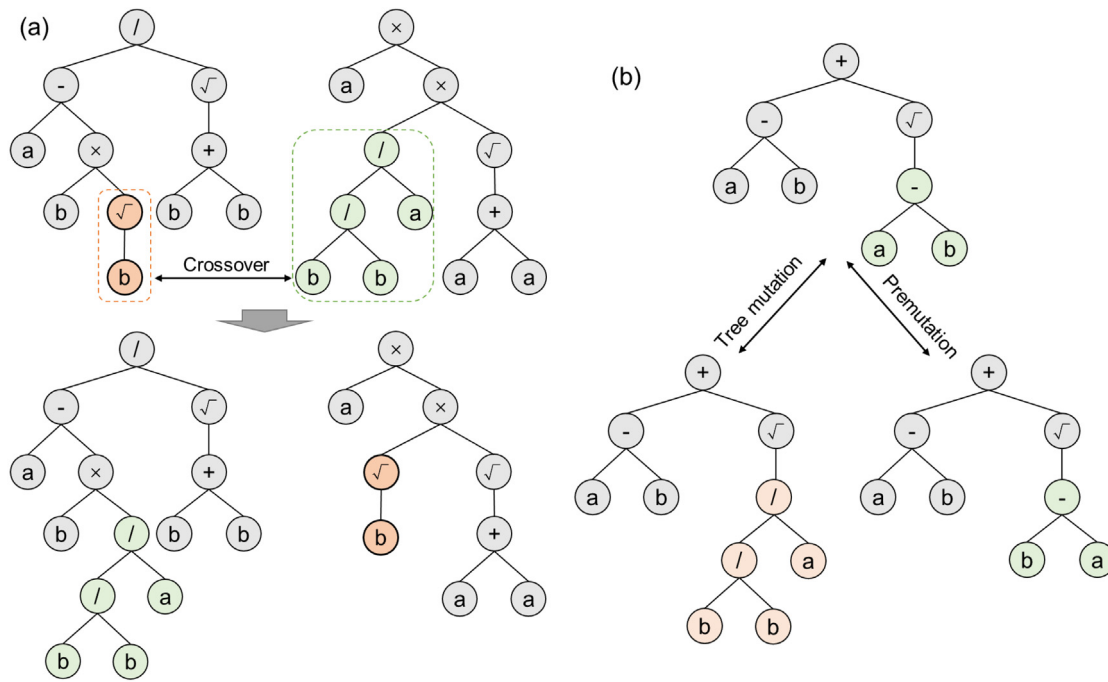 (a)
/
×
-
√
a
×
(b)
+
a
×
+
/
√
-
√
b
√
b
b
/
a
+
a
b
-
b
Crossover
b
b
a
a
a
b
Tree mutation
Premutation
/
×
+
+
-
√
a
×
-
√
-
√
a
×
+
√
√
a
b
/
a
b
-
b
/
b
b
b
+
/
a
b
a
/
a
a
a
b
b
b
b